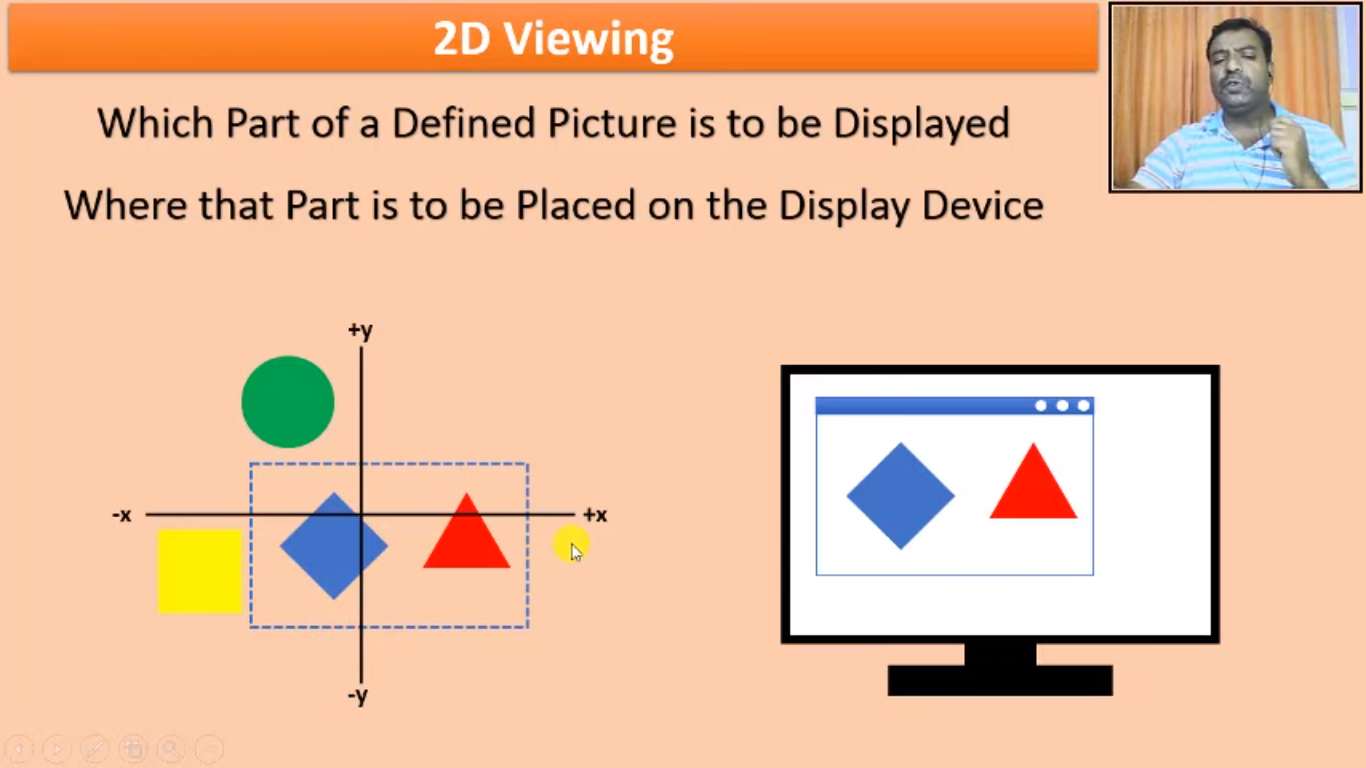 2D Viewing
Which Part of a Defined Picture is to be Displayed
Where that Part is to be Placed on the Display Device
+y
-x
+x
-y